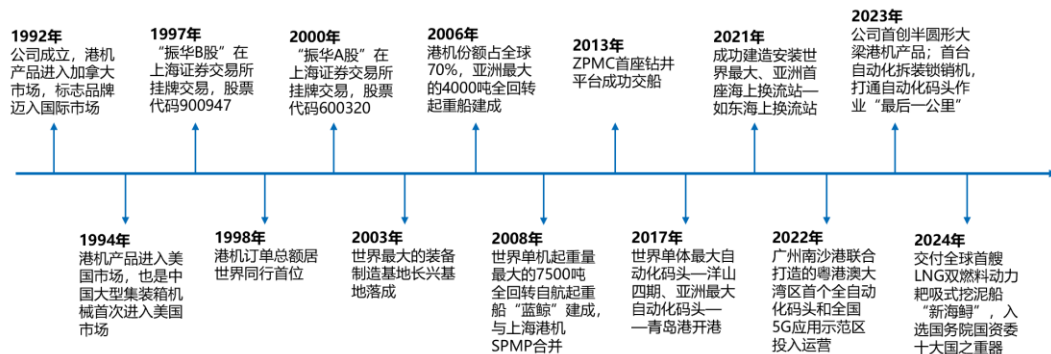 1992年
公司成立，港机
产品进入加拿大
市场，标志品牌
迈入国际市场
1994年
港机产品进入美
国市场，也是中
国大型集装箱机
械首次进入美国
市场
1997年
“振华B股”在
上海证券交易所
挂牌交易，股票
代码900947
1998年
港机订单总额居
世界同行首位
2000年
“振华A股”在
上海证券交易所
挂牌交易，股票
代码600320
2003年
世界最大的装备
制造基地长兴基
地落成
2006年
港机份额占全球
70%，亚洲最大
的4000吨全回转
起重船建成
2008年
世界单机起重量
最大的7500吨
全回转自航起重
船“蓝鲸”建成，
与上海港机
SPMP合并
2013年
ZPMC首座钻井
平台成功交船
2017年
世界单体最大自
动化码头—洋山
四期、亚洲最大
自动化码头—
—青岛港开港
2021年
成功建造安装世
界最大、亚洲首
座海上换流站—
如东海上换流站
2022年
广州南沙港联合
打造的粤港澳大
湾区首个全自动
化码头和全国
5G应用示范区
投入运营
2023年
公司首创半圆形大
梁港机产品；首台
自动化拆装锁销机，
打通自动化码头作
业“最后一公里”
2024年
交付全球首艘
LNG双燃料动力
耙吸式挖泥船
“新海鲟”，入
选国务院国资委
十大国之重器